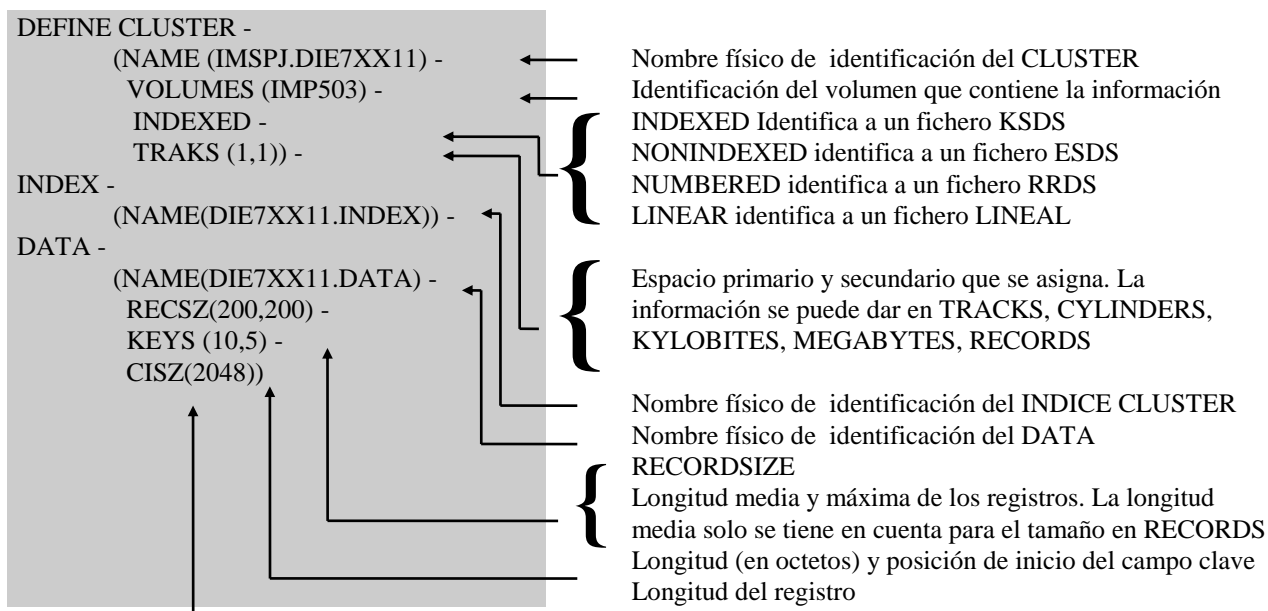 DEFINE CLUSTER -
(NAME (IMSPJ.DIE7XX11) -
VOLUMES (IMP503) -
INDEXED -
TRAKS (1,1)) -
INDEX -
(NAME(DIE7XX11.INDEX)) -
DATA -
(NAME(DIE7XX11.DATA) -
RECSZ(200,200) -
KEYS (10,5) -
CISZ(2048))
Nombre físico de identificación del CLUSTER
Identificación del volumen que contiene la información
INDEXED Identifica a un fichero KSDS
NONINDEXED identifica a un fichero ESDS
NUMBERED identifica a un fichero RRDS
LINEAR identifica a un fichero LINEAL
Espacio primario y secundario que se asigna. La
información se puede dar en TRACKS, CYLINDERS,
KYLOBITES, MEGABYTES, RECORDS
Nombre físico de identificación del INDICE CLUSTER
Nombre físico de identificación del DATA
RECORDSIZE
Longitud media y máxima de los registros. La longitud
media solo se tiene en cuenta para el tamaño en RECORDS
Longitud (en octetos) y posición de inicio del campo clave
Longitud del registro